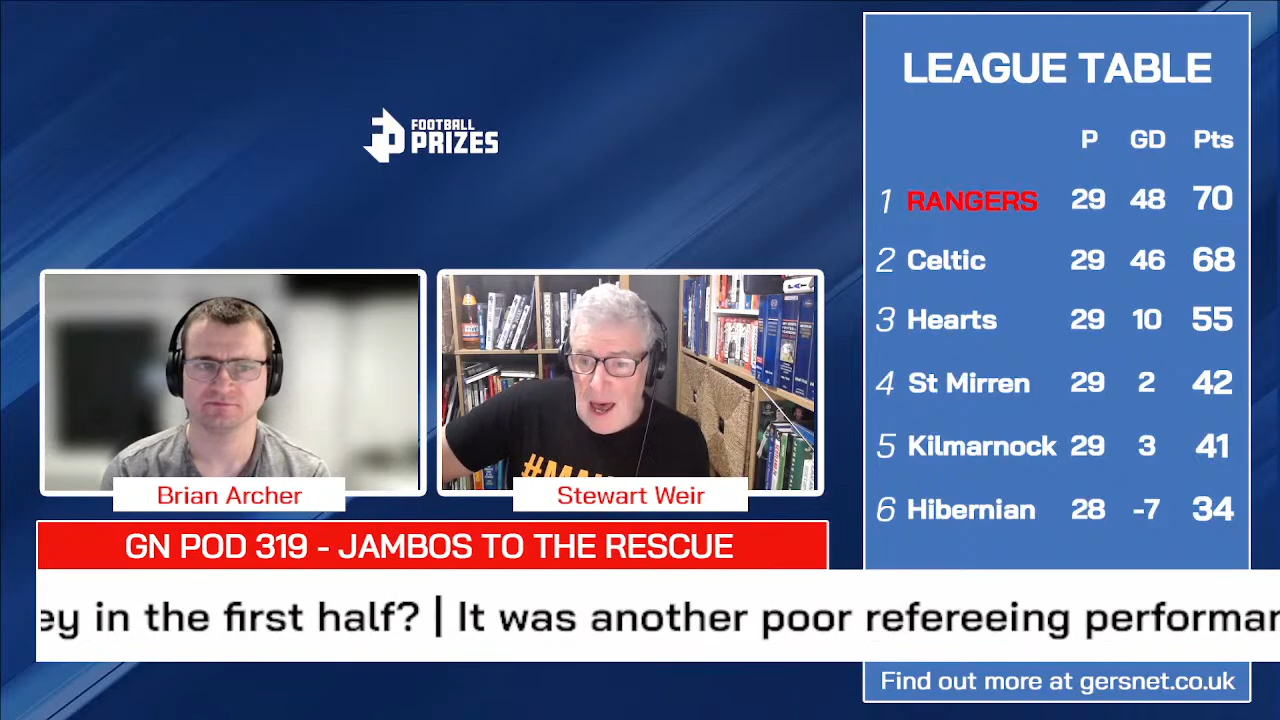 FOOTBALL
PRIZES
Brian Archer
Stewart Weir
GN POD 319 - JAMBOS TO THE RESCUE
ey in the first half? | It was another poor refereeing performan
LEAGUE TABLE
P GD Pts
1 RANGERS 29 48 70
2 Celtic 29 46 68
3 Hearts 29 10 55
4 St Mirren 29 2 42
5 Kilmarnock 29 3 41
6 Hibernian 28 -7 34
Find out more at gersnet.co.uk